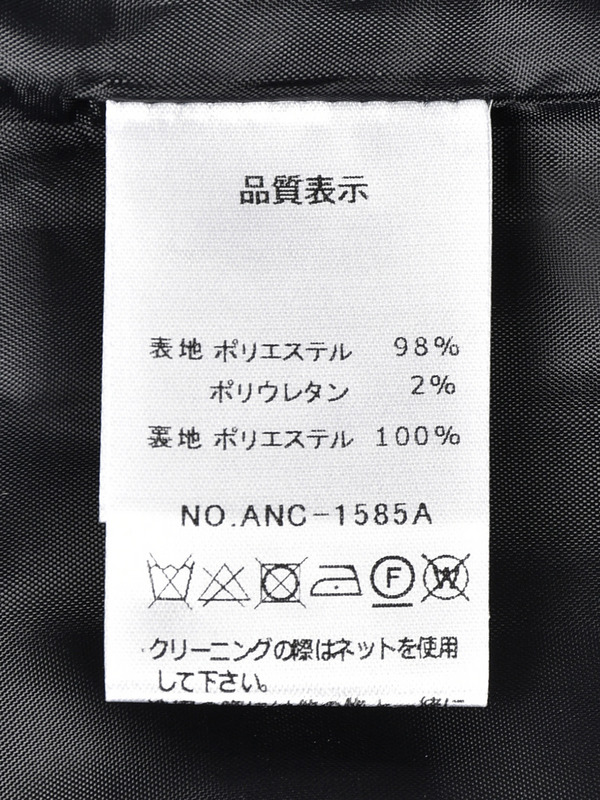 品質表示
表地 ポリエステル 98%
ポリウレタン 2%
裏地 ポリエステル 100%
NO.ANC-1585A
F W
クリーニングの際はネットを使用
して下さい。